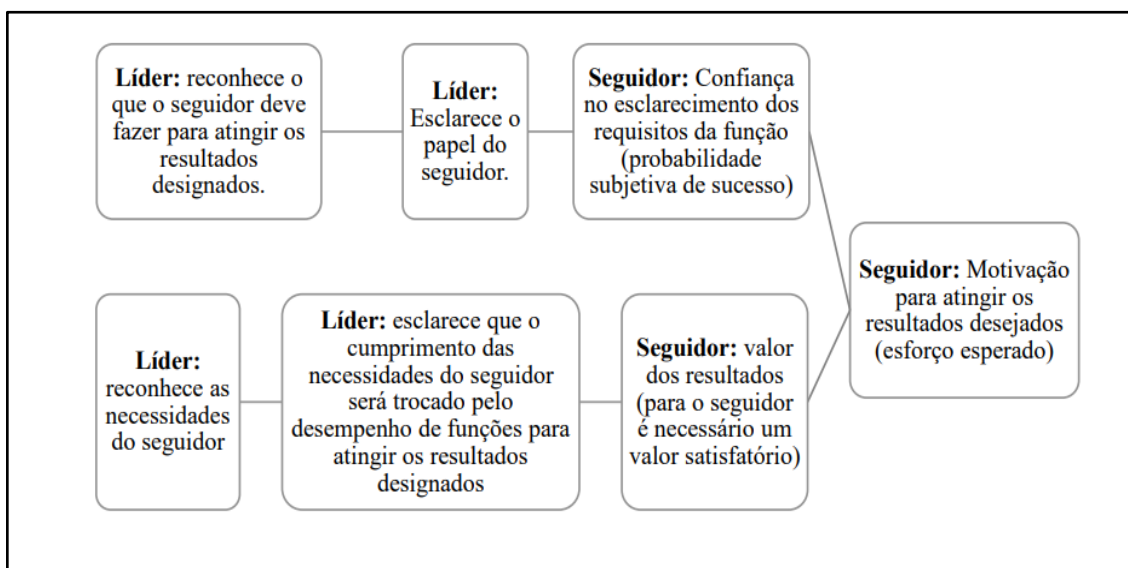 Líder: reconhece o
que o seguidor deve
fazer para atingir os
resultados
designados.
Líder:
Esclarece o
papel do
seguidor.
Seguidor: Confiança
no esclarecimento dos
requisitos da função
(probabilidade
subjetiva de sucesso)
Líder:
reconhece as
necessidades
do seguidor
Líder: esclarece que o
cumprimento das
necessidades do seguidor
será trocado pelo
desempenho de funções para
atingir os resultados
designados
Seguidor: valor
dos resultados
(para o seguidor
é necessário um
valor satisfatório)
Seguidor: Motivação
para atingir os
resultados desejados
(esforço esperado)